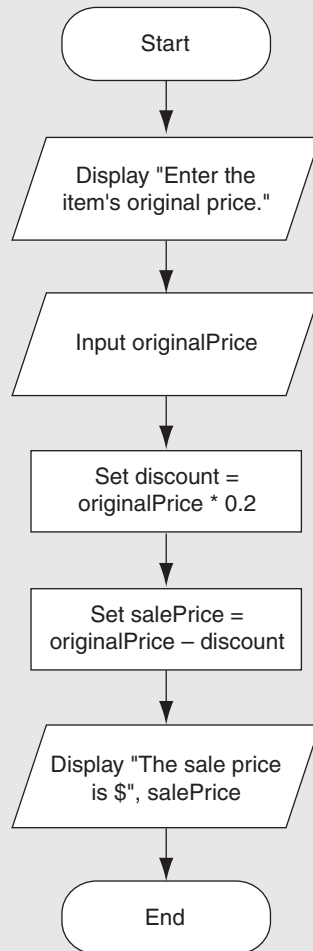 Start
Display "Enter the
item's original price."
Input originalPrice
Set discount =
originalPrice * 0.2
Set salePrice =
originalPrice – discount
Display "The sale price
is $", salePrice
End